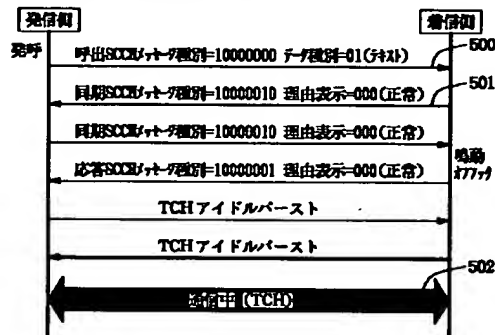 発信側
着信側
発呼
呼出SCCHメッセージ種別=10000000 データ種別=01(テキスト)
500
同期SCCHメッセージ種別=10000010 理由表示=000(正常)
501
同期SCCHメッセージ種別=10000010 理由表示=000(正常)
鳴動
オフフック
応答SCCHメッセージ種別=10000001 理由表示=000(正常)
TCHアイドルバースト
TCHアイドルバースト
502
通信中(TCH)